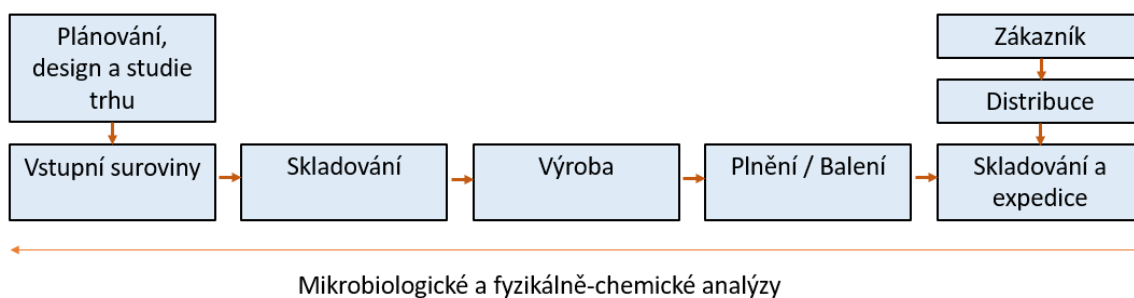 Plánování,
design a studie
trhu
Zákazník
Distribuce
Vstupní suroviny
Skladování
Výroba
Plnění / Balení
Skladování a
expedice
Mikrobiologické a fyzikálně-chemické analýzy